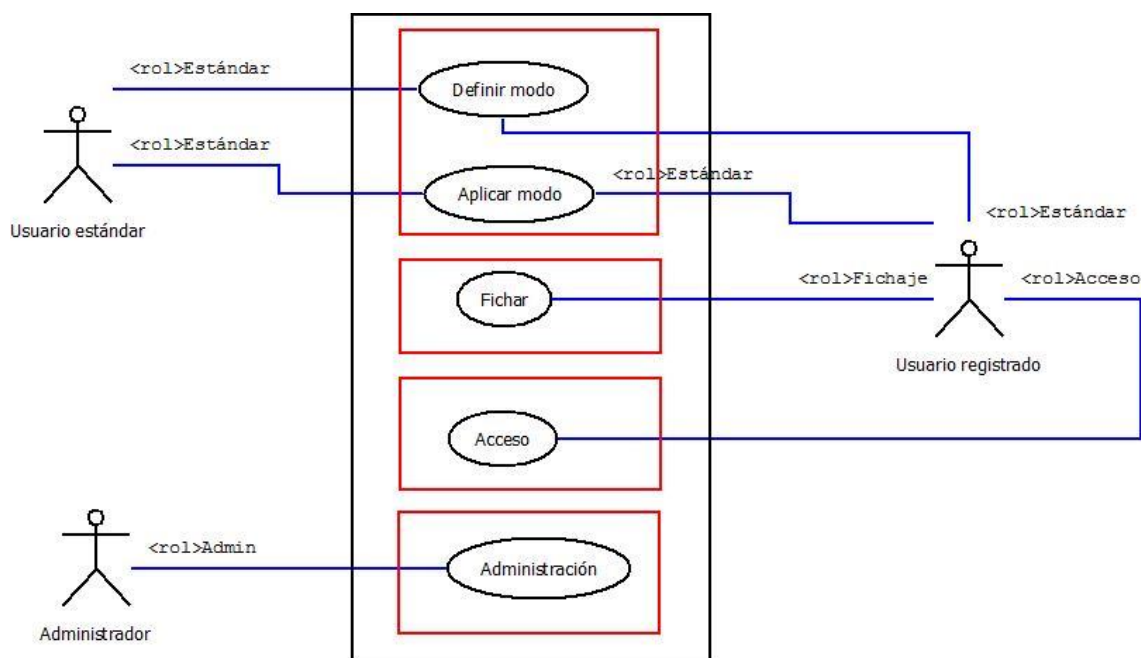 <rol>Estándar
Definir modo
<rol>Estándar
Usuario estándar
Aplicar modo
<rol>Estándar
<rol>Estándar
<rol>Fichaje
<rol>Acceso
Fichar
Usuario registrado
Acceso
<rol>Admin
Administración
Administrador